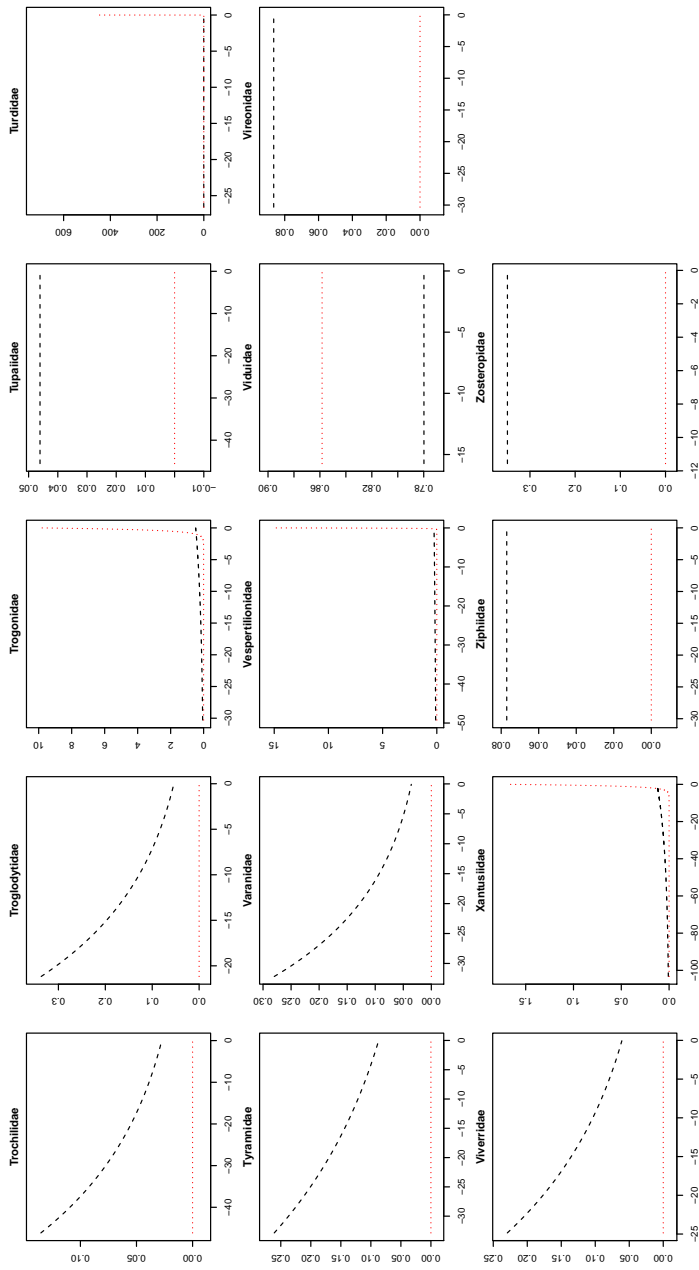 Trochilidae
0.10
0.05
0.00
−40 −30 −20 −10 0
Troglodytidae
0.3
0.2
0.1
0.0
−20 −15 −10 −5 0
Trogonidae
10
8
6
4
2
0
−30 −25 −20 −15 −10 −5 0
Tupaiidae
0.05
0.04
0.03
0.02
0.01
−0.01
−40 −30 −20 −10 0
Turdidae
600
400
200
0
−25 −20 −15 −10 −5 0
Tyrannidae
0.25
0.20
0.15
0.10
0.05
0.00
−30 −25 −20 −15 −10 −5 0
Varanidae
0.30
0.25
0.20
0.15
0.10
0.05
0.00
−30 −25 −20 −15 −10 −5 0
Vespertilionidae
15
10
5
0
−50 −40 −30 −20 −10 0
Viduidae
0.90
0.86
0.82
0.78
−15 −10 −5 0
Vireonidae
0.08
0.06
0.04
0.02
0.00
−30 −25 −20 −15 −10 −5 0
Viverridae
0.25
0.20
0.15
0.10
0.05
0.00
−25 −20 −15 −10 −5 0
Xantusiidae
1.5
1.0
0.5
0.0
−100 −80 −60 −40 −20 0
Ziphiidae
0.08
0.06
0.04
0.02
0.00
−30 −25 −20 −15 −10 −5 0
Zosteropidae
0.3
0.2
0.1
0.0
−12 −10 −8 −6 −4 −2 0